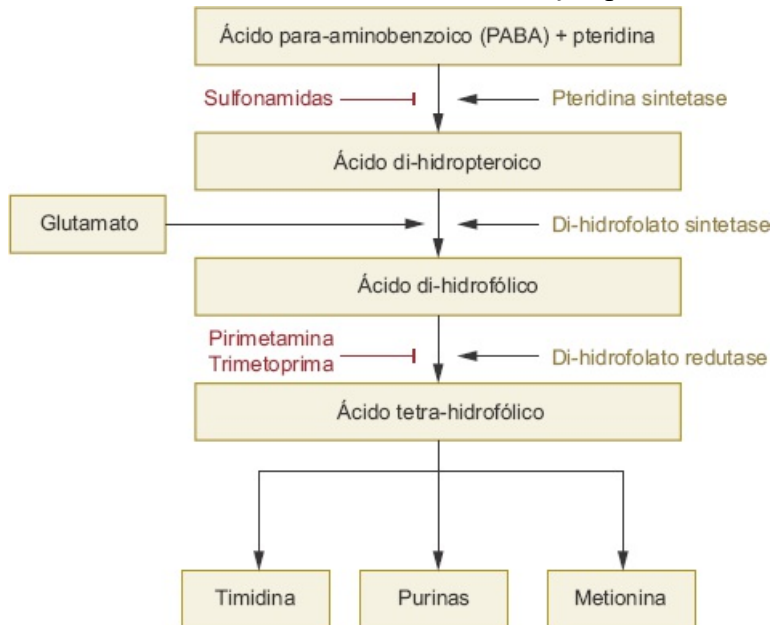 Ácido para-aminobenzoico (PABA) + pteridina
Sulfonamidas
Pteridina sintetase
Ácido di-hidropteroico
Glutamato
Di-hidrofolato sintetase
Ácido di-hidrofólico
Pirimetamina
Trimetoprima
Di-hidrofolato redutase
Ácido tetra-hidrofólico
Timidina
Purinas
Metionina